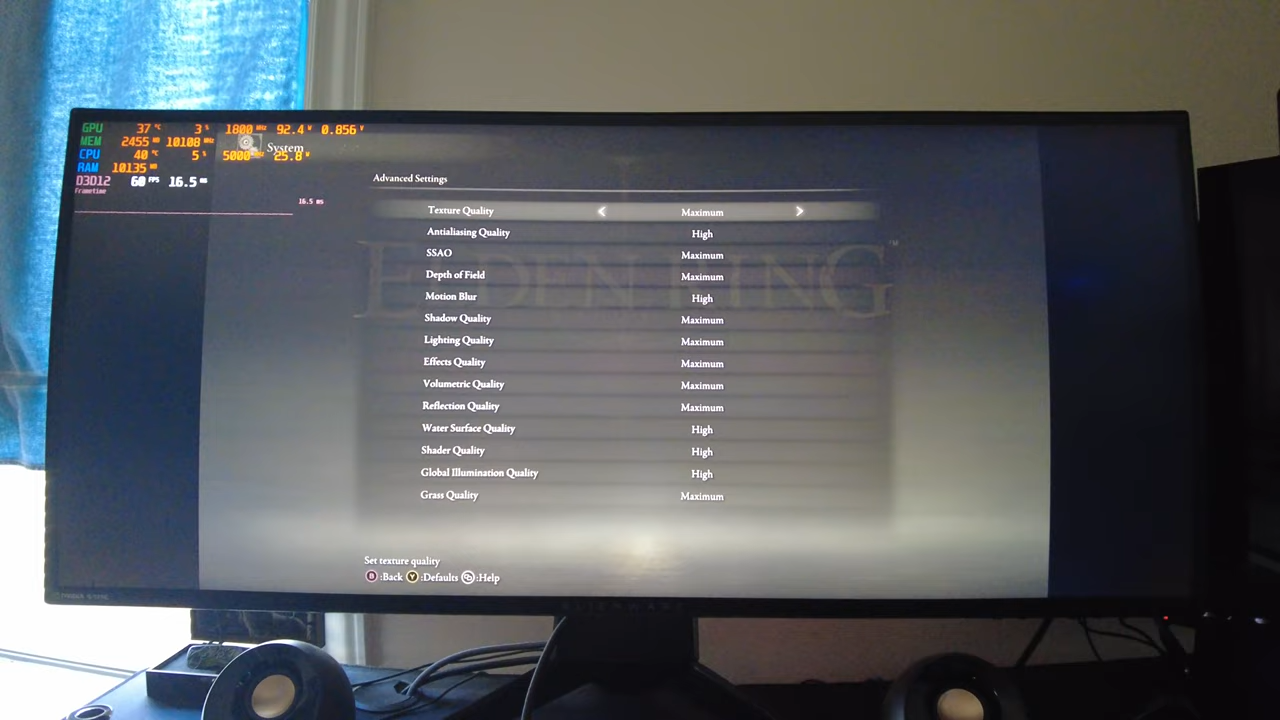 GPU 37 °C 3 % 1800 MHz 92.4 W 0.856 V
MEM 2455 MB 10108 MHz
CPU 40 °C 5 % 5000 MHz 25.8 W
RAM 10135 MB
D3D12 60 FPS 16.5 ms
Frametime
16.5 ms
System
Advanced Settings
Texture Quality Maximum
Antialiasing Quality High
SSAO Maximum
Depth of Field Maximum
Motion Blur High
Shadow Quality Maximum
Lighting Quality Maximum
Effects Quality Maximum
Volumetric Quality Maximum
Reflection Quality Maximum
Water Surface Quality High
Shader Quality High
Global Illumination Quality High
Grass Quality Maximum
ELDEN RING™
Set texture quality
B :Back Y :Defaults :Help
ALIENWARE